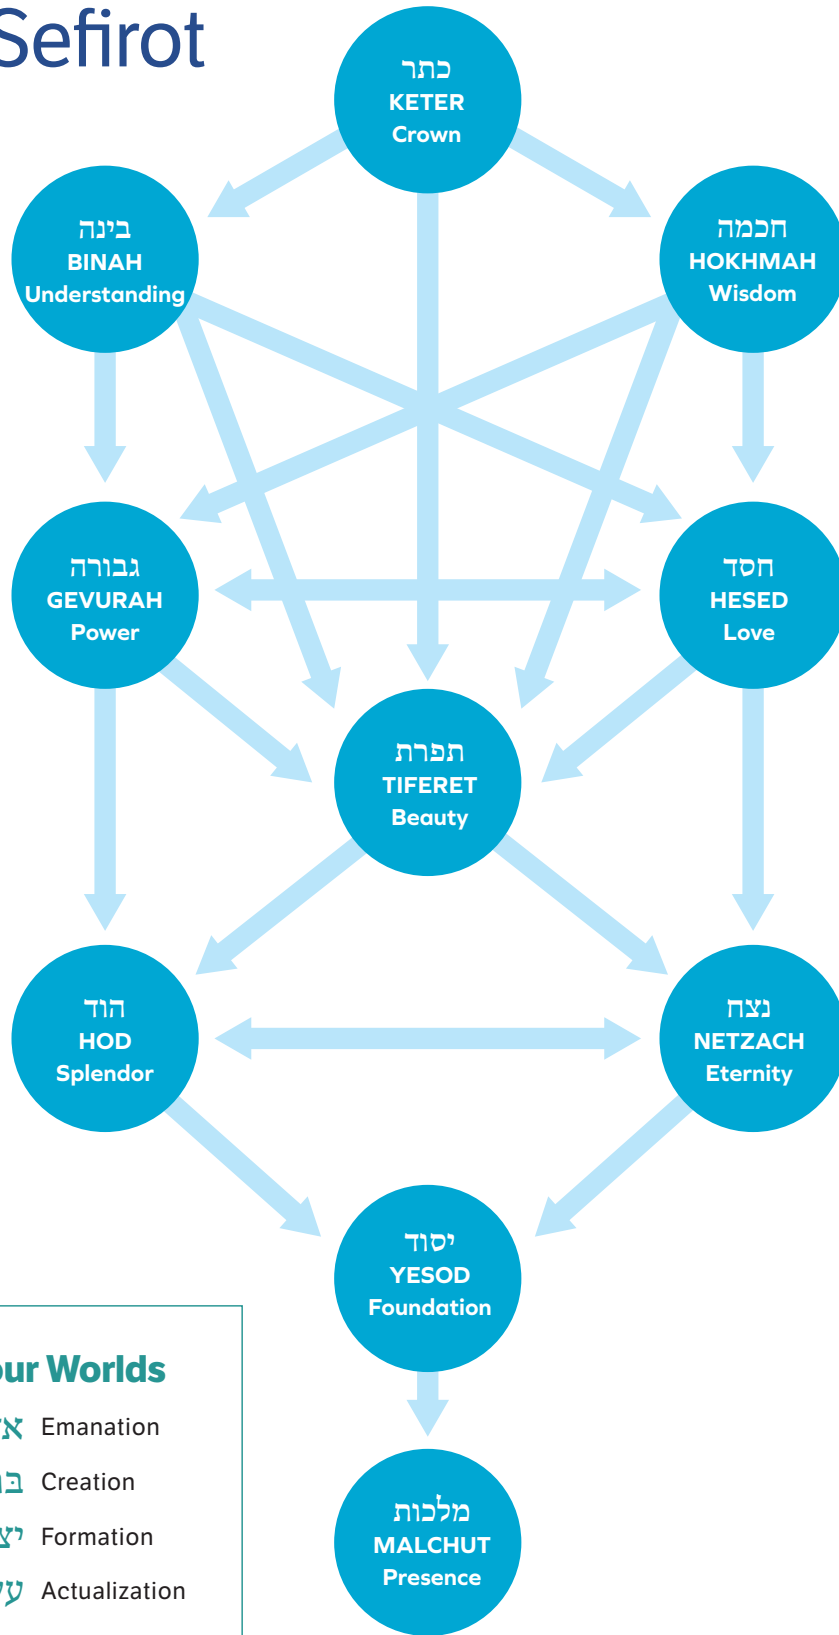 Sefirot
כתר
KETER
Crown
בינה
BINAH
Understanding
חכמה
HOKHMAH
Wisdom
גבורה
GEVURAH
Power
חסד
HESED
Love
תפרת
TIFERET
Beauty
הוד
HOD
Splendor
נצח
NETZACH
Eternity
יסוד
YESOD
Foundation
Worlds
Emanation
Creation
Formation
Actualization
מלכות
MALCHUT
Presence